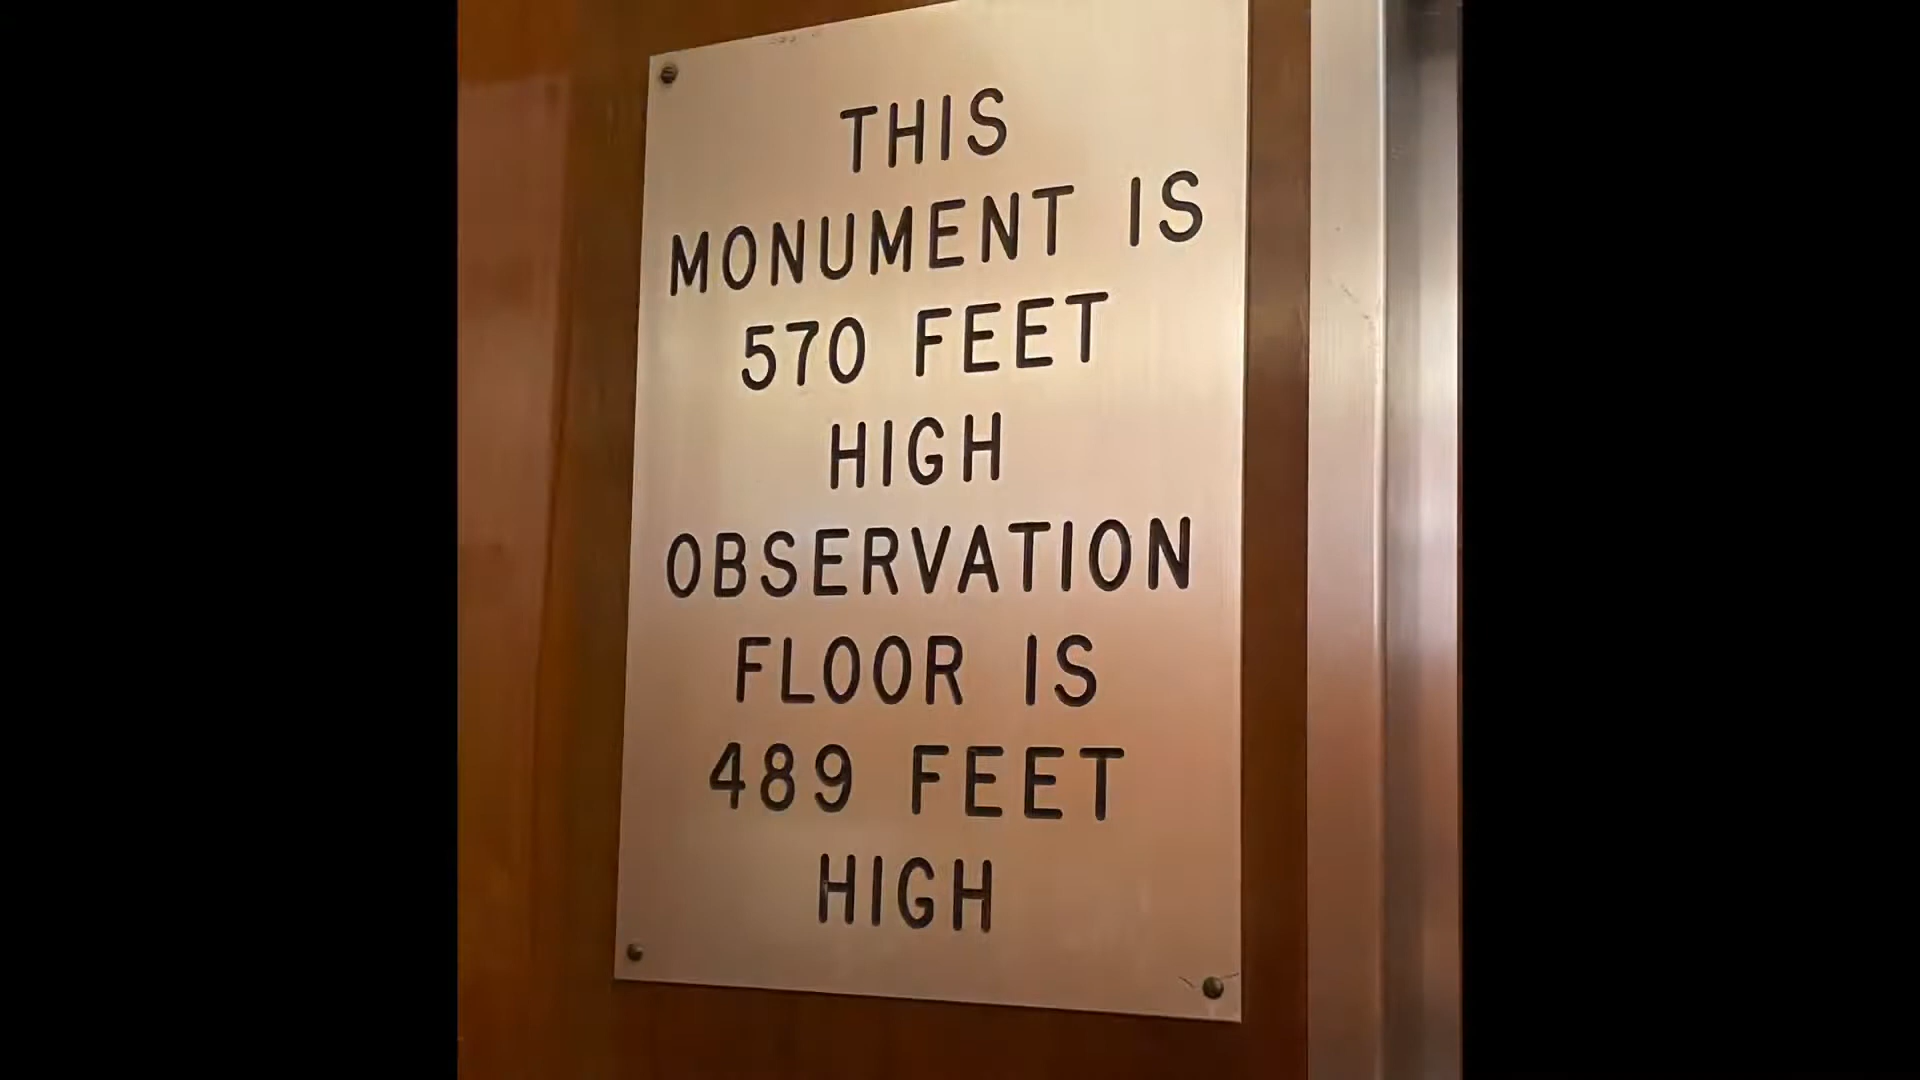 THIS
MONUMENT IS
570 FEET
HIGH
OBSERVATION
FLOOR IS
489 FEET
HIGH